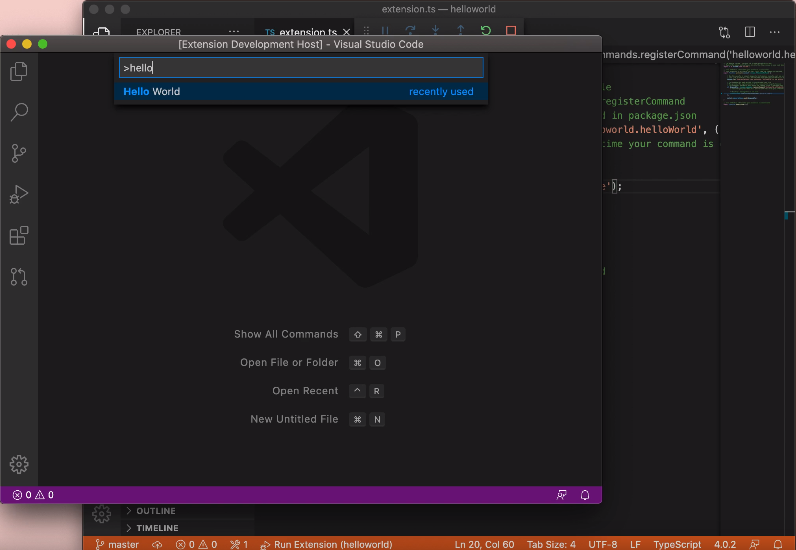 extension.ts — helloworld
EXPLORER
TS extension.ts
[Extension Development Host] - Visual Studio Code
mmands.registerCommand('helloworld.he
>hello
Hello World recently used
le
registerCommand
d in package.json
oworld.helloWorld', (
time your command is
e');
d
Show All Commands ⇧ ⌘ P
Open File or Folder ⌘ O
Open Recent ^ R
New Untitled File ⌘ N
0 0
OUTLINE
TIMELINE
master 0 0 1 Run Extension (helloworld) Ln 20, Col 60 Tab Size: 4 UTF-8 LF TypeScript 4.0.2